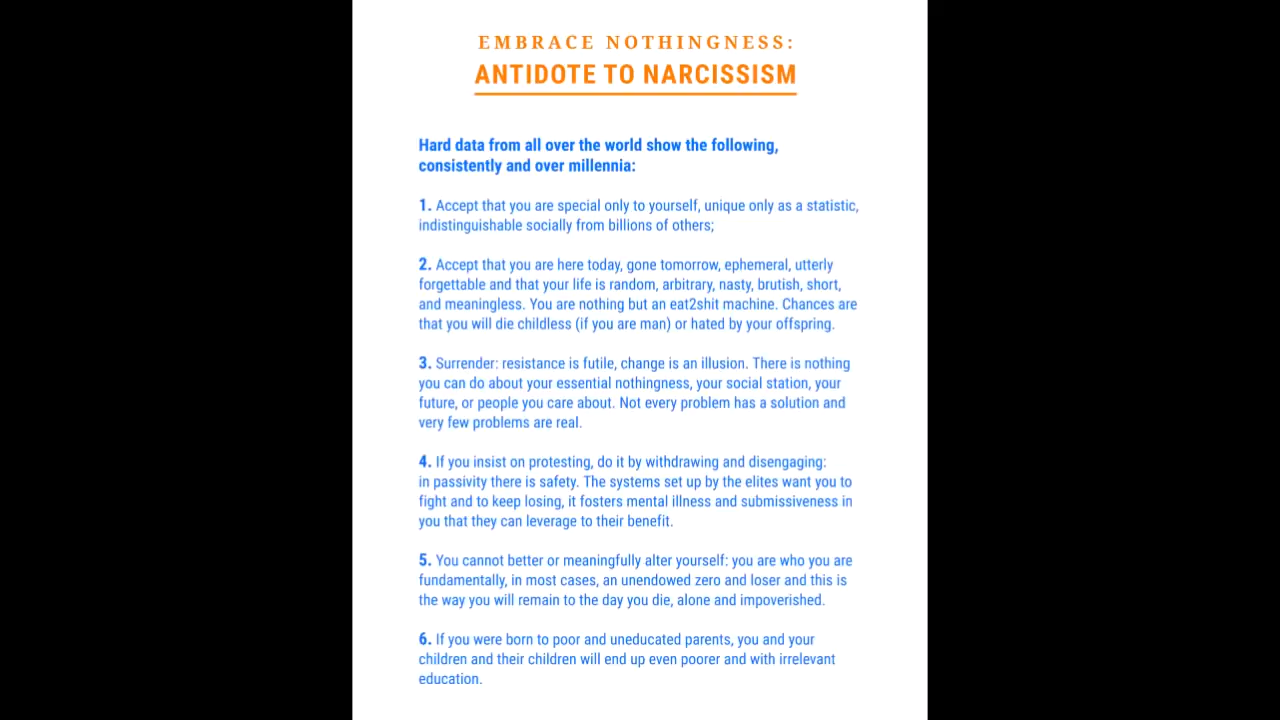 EMBRACE NOTHINGNESS:
ANTIDOTE TO NARCISSISM
Hard data from all over the world show the following,
consistently and over millennia:
1. Accept that you are special only to yourself, unique only as a statistic,
indistinguishable socially from billions of others;
2. Accept that you are here today, gone tomorrow, ephemeral, utterly
forgettable and that your life is random, arbitrary, nasty, brutish, short,
and meaningless. You are nothing but an eat2shit machine. Chances are
that you will die childless (if you are man) or hated by your offspring.
3. Surrender: resistance is futile, change is an illusion. There is nothing
you can do about your essential nothingness, your social station, your
future, or people you care about. Not every problem has a solution and
very few problems are real.
4. If you insist on protesting, do it by withdrawing and disengaging:
in passivity there is safety. The systems set up by the elites want you to
fight and to keep losing, it fosters mental illness and submissiveness in
you that they can leverage to their benefit.
5. You cannot better or meaningfully alter yourself: you are who you are
fundamentally, in most cases, an unendowed zero and loser and this is
the way you will remain to the day you die, alone and impoverished.
6. If you were born to poor and uneducated parents, you and your
children and their children will end up even poorer and with irrelevant
education.